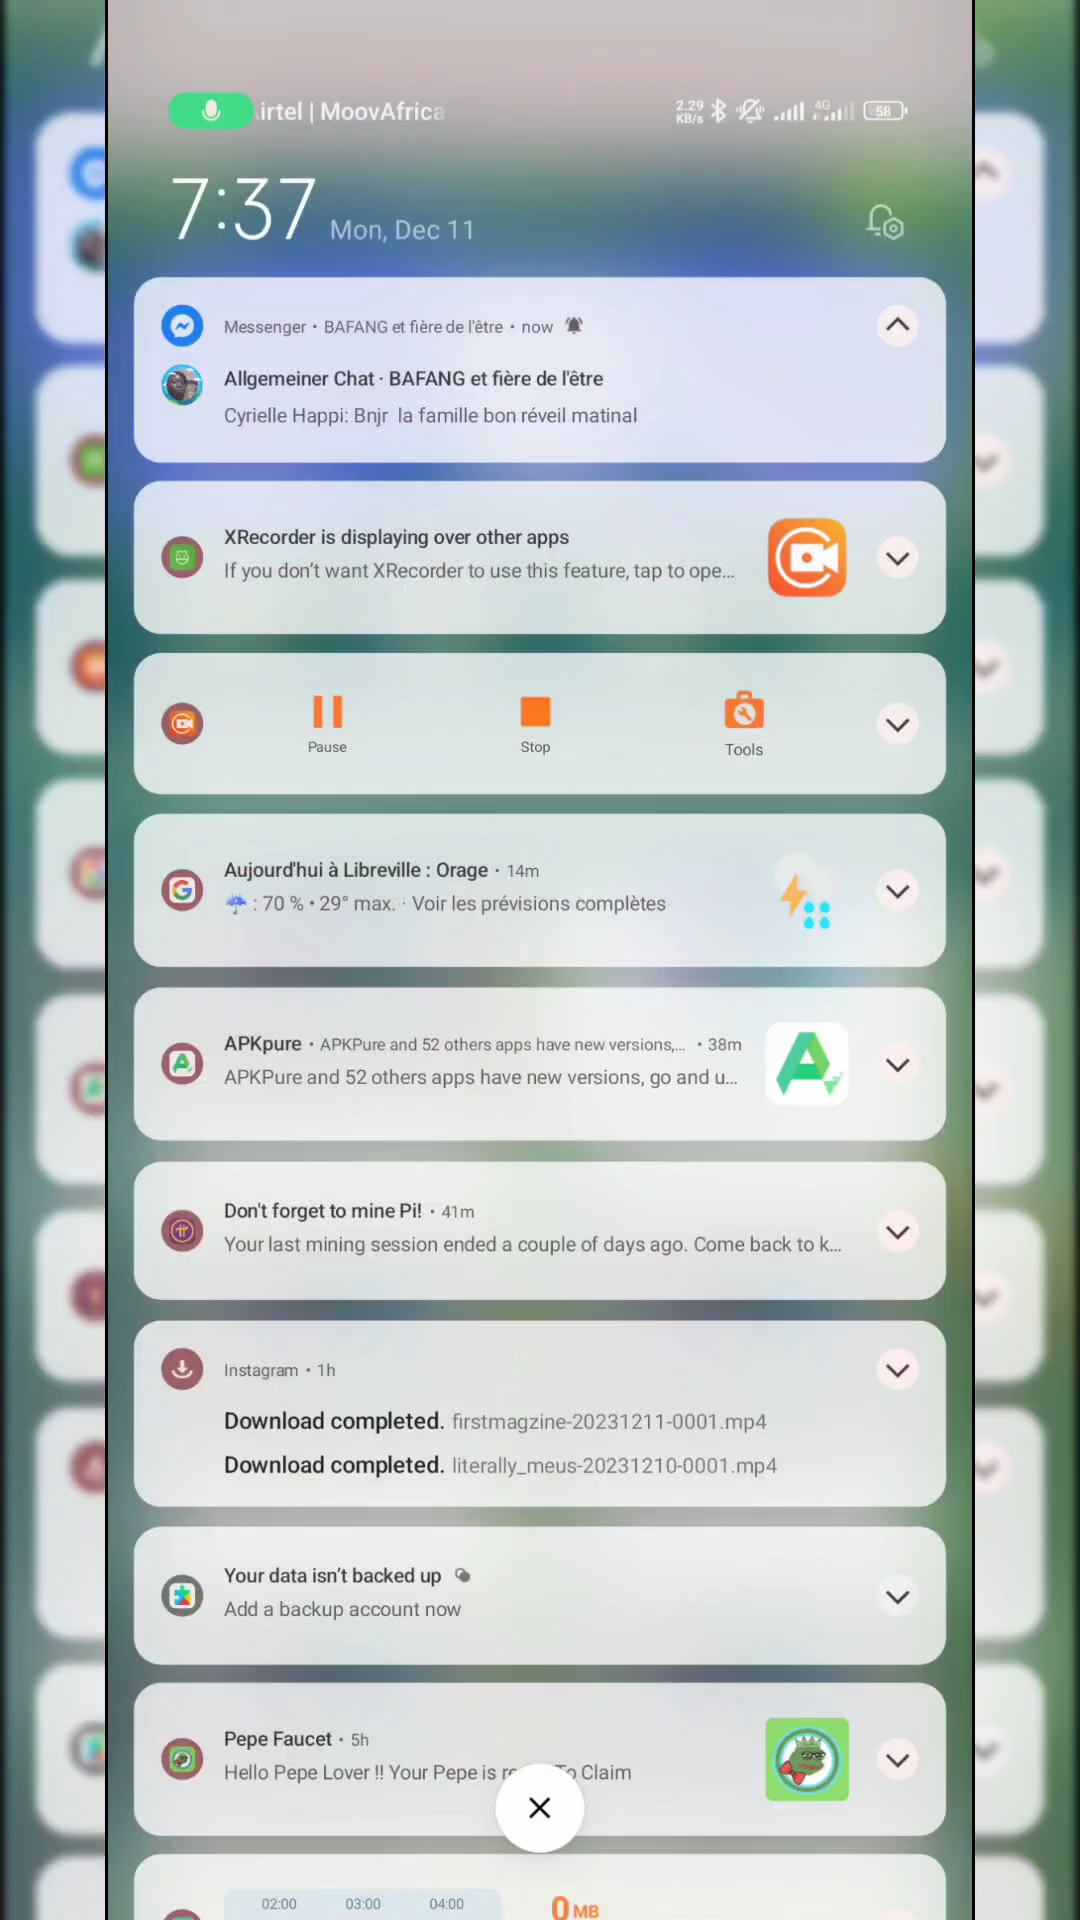 irtel | MoovAfrica
2.29
KB/s
4G
58
7:37 Mon, Dec 11
Messenger • BAFANG et fière de l'être • now
Allgemeiner Chat · BAFANG et fière de l'être
Cyrielle Happi: Bnjr la famille bon réveil matinal
XRecorder is displaying over other apps
If you don't want XRecorder to use this feature, tap to ope...
Pause
Stop
Tools
Aujourd'hui à Libreville : Orage • 14m
☔ : 70 % • 29° max. · Voir les prévisions complètes
APKpure • APKPure and 52 others apps have new versions,... • 38m
APKPure and 52 others apps have new versions, go and u...
Don't forget to mine Pi! • 41m
Your last mining session ended a couple of days ago. Come back to k...
Instagram • 1h
Download completed. firstmagzine-20231211-0001.mp4
Download completed. literally_meus-20231210-0001.mp4
Your data isn't backed up
Add a backup account now
Pepe Faucet • 5h
Hello Pepe Lover !! Your Pepe is To Claim
02:00 03:00 04:00
0 MB